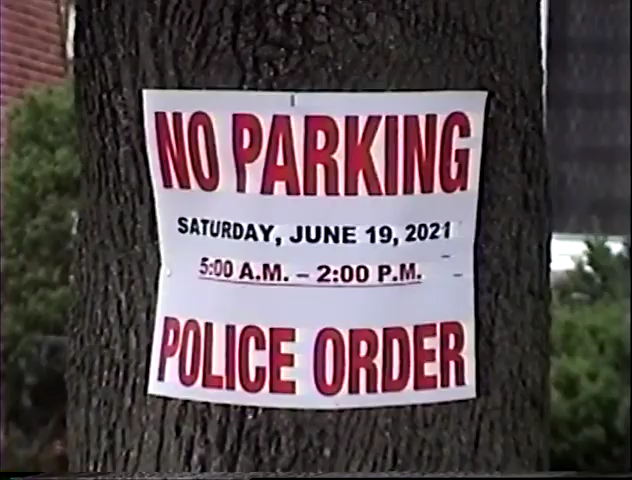 NO PARKING
SATURDAY, JUNE 19, 2021
5:00 A.M. – 2:00 P.M.
POLICE ORDER